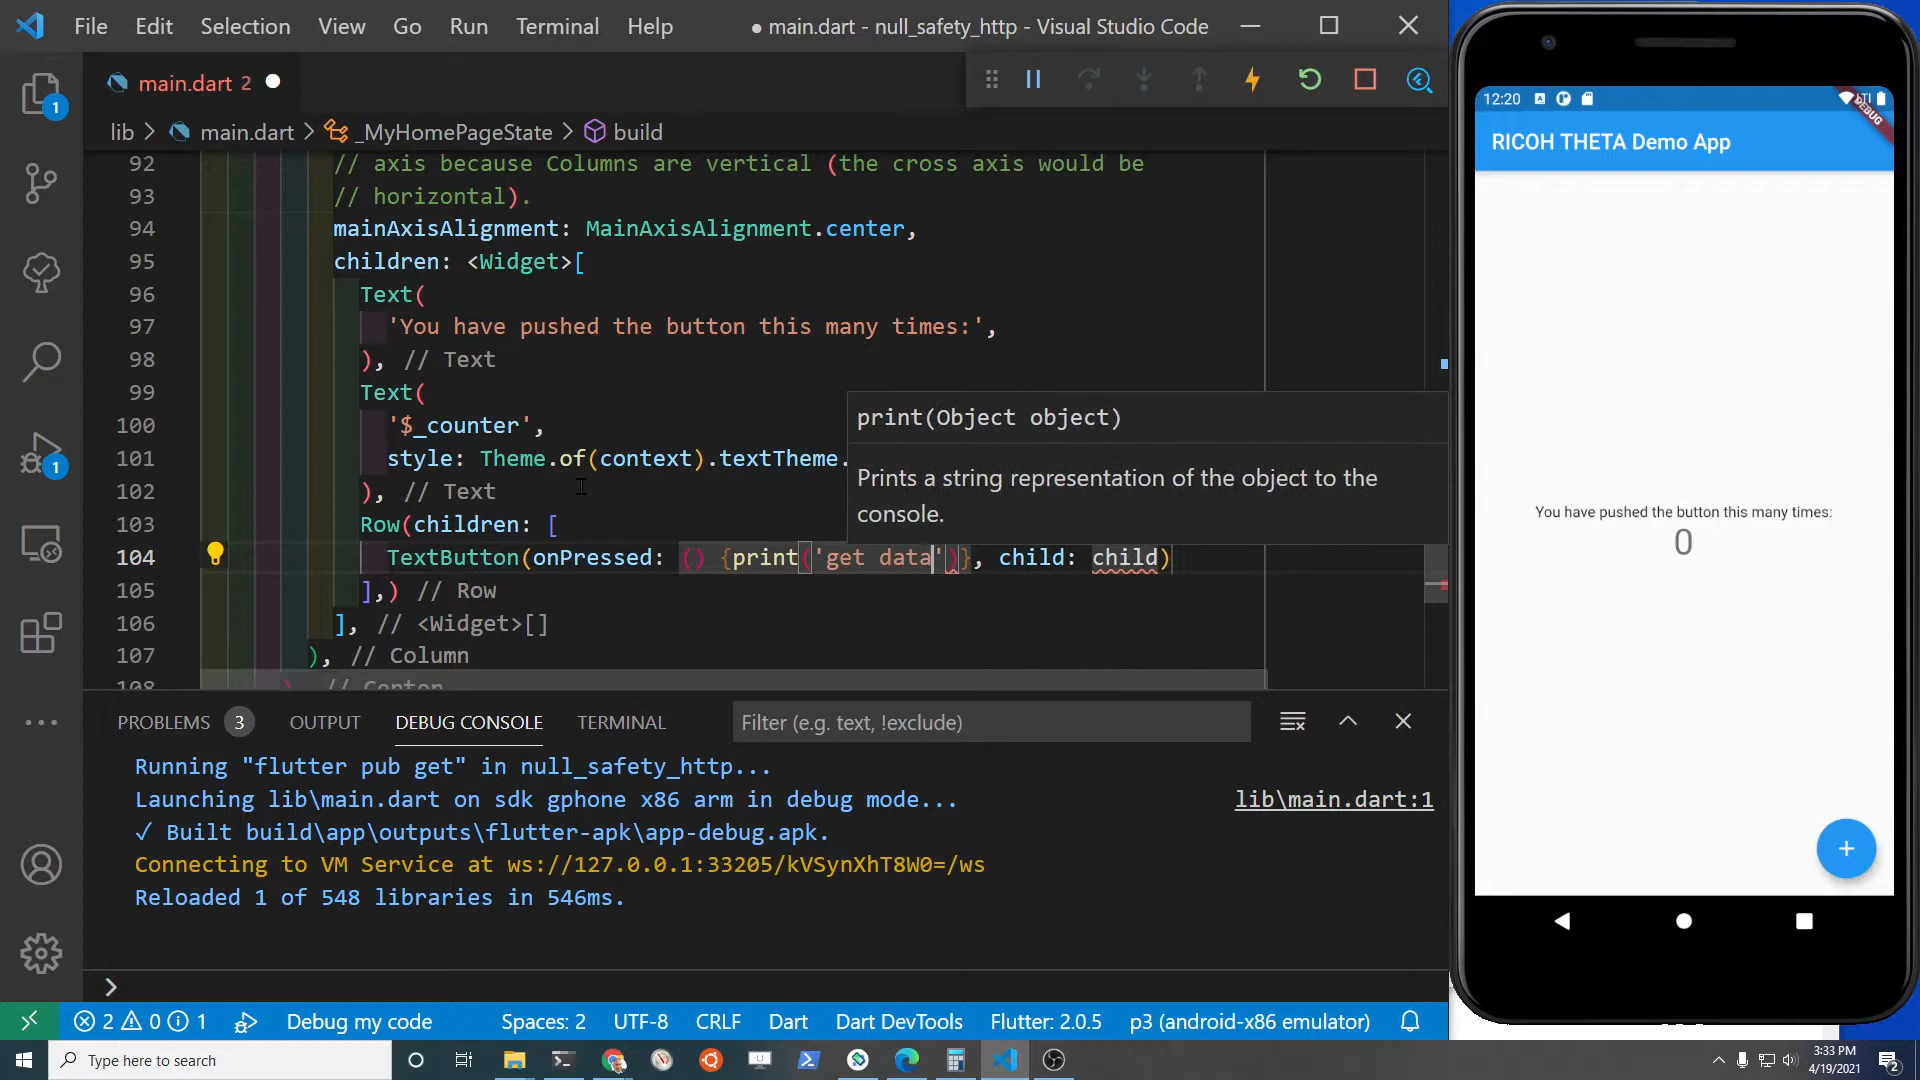 File Edit Selection View Go Run Terminal Help ● main.dart - null_safety_http - Visual Studio Code
main.dart 2
lib > main.dart > _MyHomePageState > build
92 // axis because Columns are vertical (the cross axis would be
93 // horizontal).
94 mainAxisAlignment: MainAxisAlignment.center,
95 children: <Widget>[
96 Text(
97 'You have pushed the button this many times:',
98 ), // Text
99 Text(
100 '$_counter',
101 style: Theme.of(context).textTheme.
102 ), // Text
103 Row(children: [
104 TextButton(onPressed: () {print('get data')}, child: child)
105 ],) // Row
106 ], // <Widget>[]
107 ), // Column
108 ), // Center
print(Object object)
Prints a string representation of the object to the
console.
PROBLEMS 3 OUTPUT DEBUG CONSOLE TERMINAL Filter (e.g. text, !exclude)
Running "flutter pub get" in null_safety_http...
Launching lib\main.dart on sdk gphone x86 arm in debug mode... lib\main.dart:1
✓ Built build\app\outputs\flutter-apk\app-debug.apk.
Connecting to VM Service at ws://127.0.0.1:33205/kVSynXhT8W0=/ws
Reloaded 1 of 548 libraries in 546ms.
>
2 0 1 Debug my code Spaces: 2 UTF-8 CRLF Dart Dart DevTools Flutter: 2.0.5 p3 (android-x86 emulator)
Type here to search
3:33 PM
4/19/2021
2
1
1
12:20
DEBUG
RICOH THETA Demo App
You have pushed the button this many times:
0
+